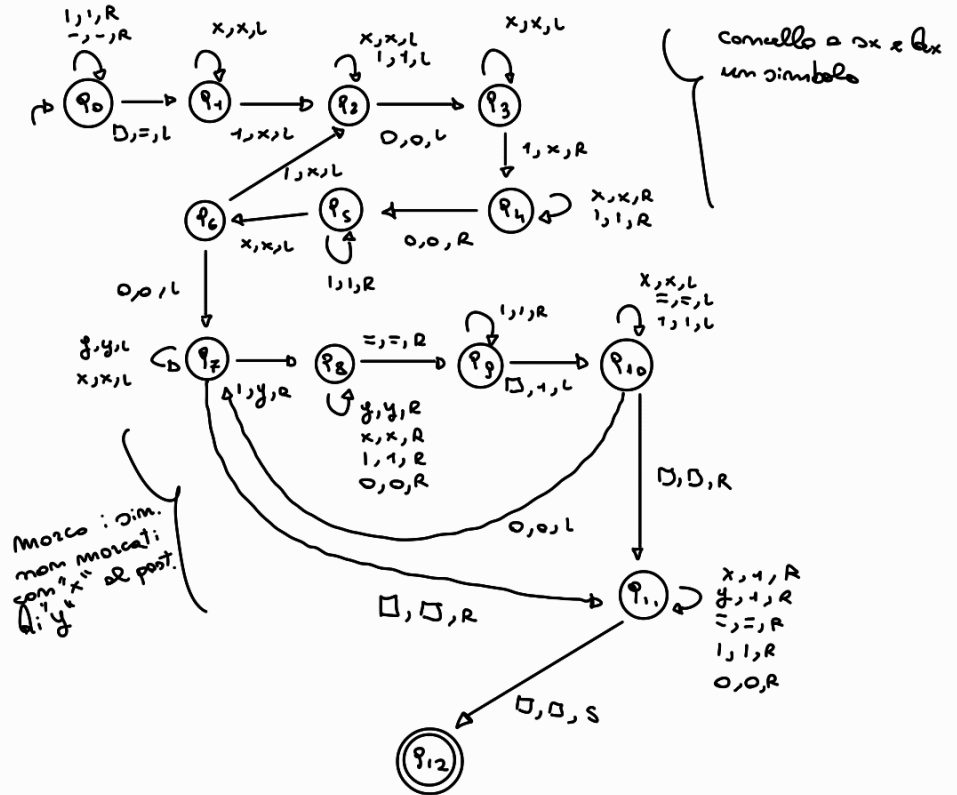 1,1,R
-,-,R
x,x,L
x,x,L
1,1,L
x,x,L
cancello a sx e dx
un simbolo
q0
q1
q2
q3
□,=,L
1,x,L
0,0,L
1,x,R
1,x,L
q6
q5
q4
x,x,R
1,1,R
x,x,L
0,0,R
1,1,R
0,0,L
x,x,L
=,=,L
1,1,L
1,1,R
y,y,L
x,x,L
q7
=,=,R
q8
q9
q10
1,y,R
□,1,L
y,y,R
x,x,R
1,1,R
0,0,R
□,□,R
0,0,L
marco i sim.
non marcati
con "x" al post.
di "y"
□,□,R
q11
x,1,R
y,1,R
=,=,R
1,1,R
0,0,R
□,□,S
q12